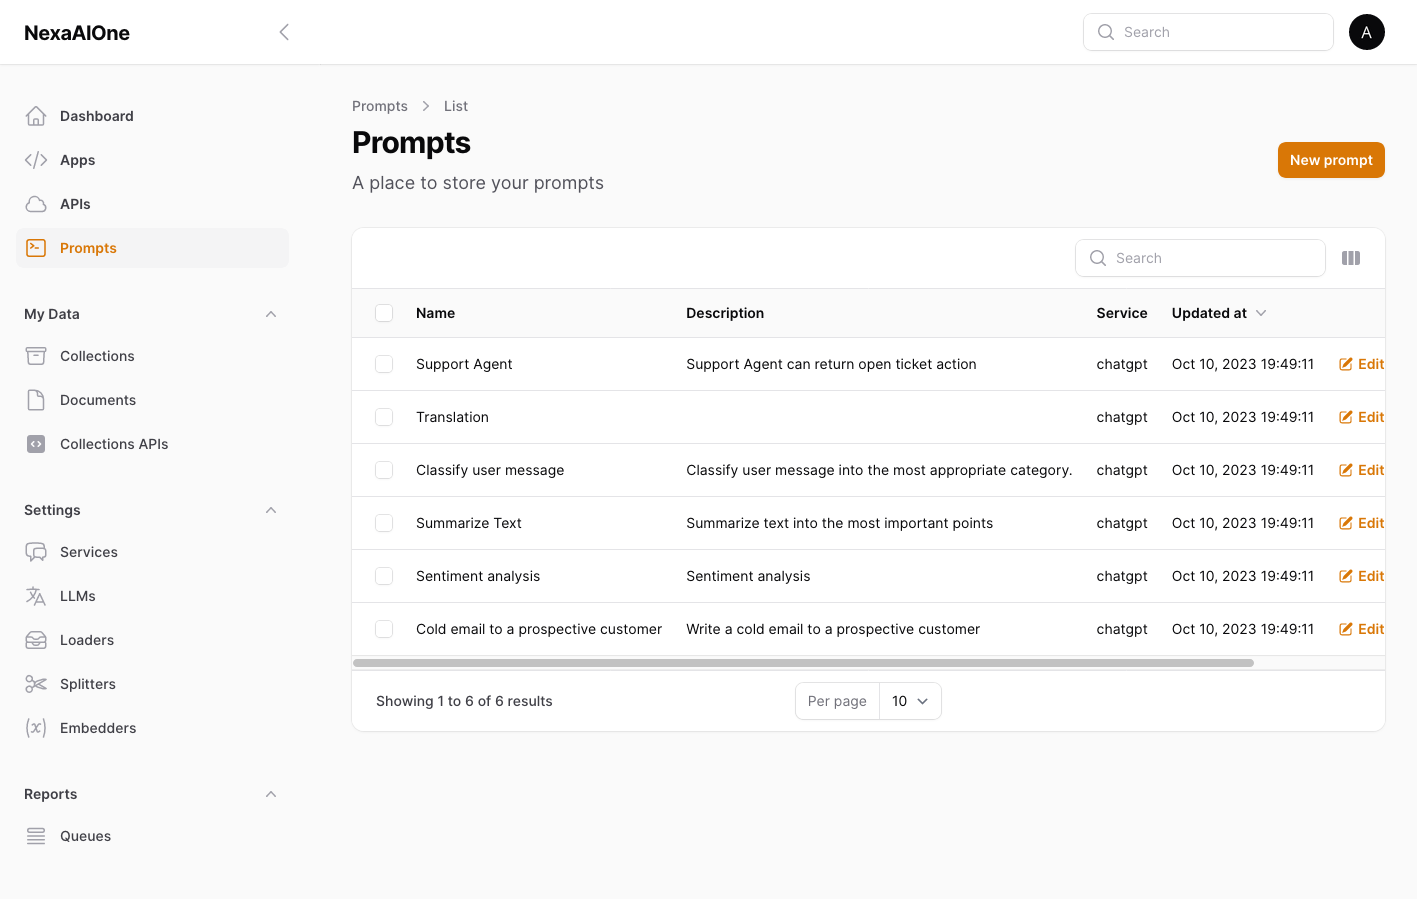 NexaAIOne
Search
A
Dashboard
Apps
APIs
Prompts
My Data
Collections
Documents
Collections APIs
Settings
Services
LLMs
Loaders
Splitters
Embedders
Reports
Queues
Prompts List
Prompts
A place to store your prompts
New prompt
Search
Name Description Service Updated at
Support Agent Support Agent can return open ticket action chatgpt Oct 10, 2023 19:49:11 Edit
Translation chatgpt Oct 10, 2023 19:49:11 Edit
Classify user message Classify user message into the most appropriate category. chatgpt Oct 10, 2023 19:49:11 Edit
Summarize Text Summarize text into the most important points chatgpt Oct 10, 2023 19:49:11 Edit
Sentiment analysis Sentiment analysis chatgpt Oct 10, 2023 19:49:11 Edit
Cold email to a prospective customer Write a cold email to a prospective customer chatgpt Oct 10, 2023 19:49:11 Edit
Showing 1 to 6 of 6 results Per page 10